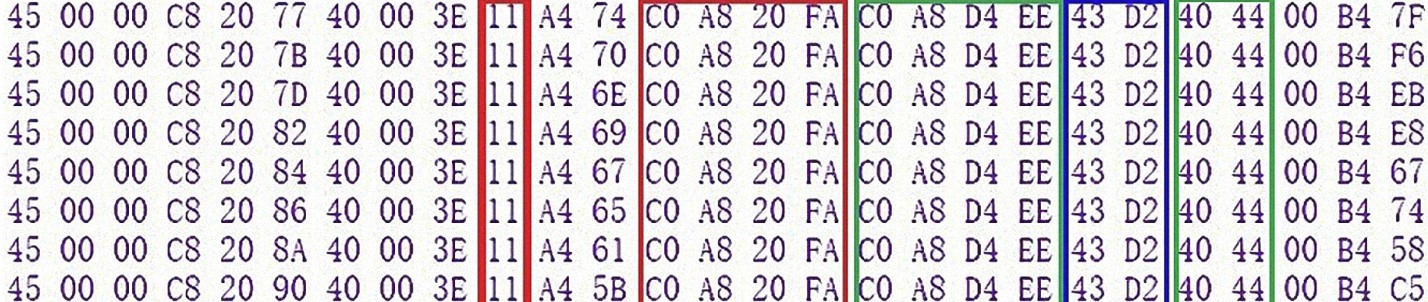 45 00 00 C8 20 77 40 00 3E 11 A4 74 C0 A8 20 FA C0 A8 D4 EE 43 D2 40 44 00 B4 7F
45 00 00 C8 20 7B 40 00 3E 11 A4 70 C0 A8 20 FA C0 A8 D4 EE 43 D2 40 44 00 B4 F6
45 00 00 C8 20 7D 40 00 3E 11 A4 6E C0 A8 20 FA C0 A8 D4 EE 43 D2 40 44 00 B4 EB
45 00 00 C8 20 82 40 00 3E 11 A4 69 C0 A8 20 FA C0 A8 D4 EE 43 D2 40 44 00 B4 E8
45 00 00 C8 20 84 40 00 3E 11 A4 67 C0 A8 20 FA C0 A8 D4 EE 43 D2 40 44 00 B4 67
45 00 00 C8 20 86 40 00 3E 11 A4 65 C0 A8 20 FA C0 A8 D4 EE 43 D2 40 44 00 B4 74
45 00 00 C8 20 8A 40 00 3E 11 A4 61 C0 A8 20 FA C0 A8 D4 EE 43 D2 40 44 00 B4 58
45 00 00 C8 20 90 40 00 3E 11 A4 5B C0 A8 20 FA C0 A8 D4 EE 43 D2 40 44 00 B4 C5